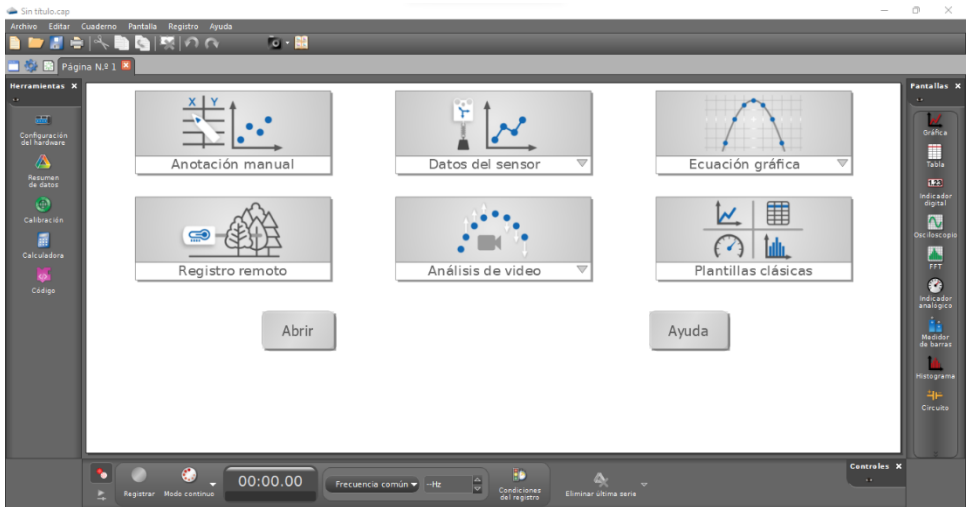 Sin título.cap
Archivo Editar Cuaderno Pantalla Registro Ayuda
Página N.º 1
Herramientas X
Configuración
del hardware
Resumen
de datos
Calibración
Calculadora
Código
X Y
Anotación manual
Datos del sensor
Ecuación gráfica
Registro remoto
Análisis de video
Plantillas clásicas
Abrir
Ayuda
Pantallas X
Gráfica
Tabla
1.23
Indicador
digital
Osciloscopio
FFT
Indicador
analógico
Medidor
de barras
Histograma
Circuito
Registrar
Modo continuo
00:00.00
Frecuencia común
--Hz
Condiciones
del registro
Eliminar última serie
Controles X